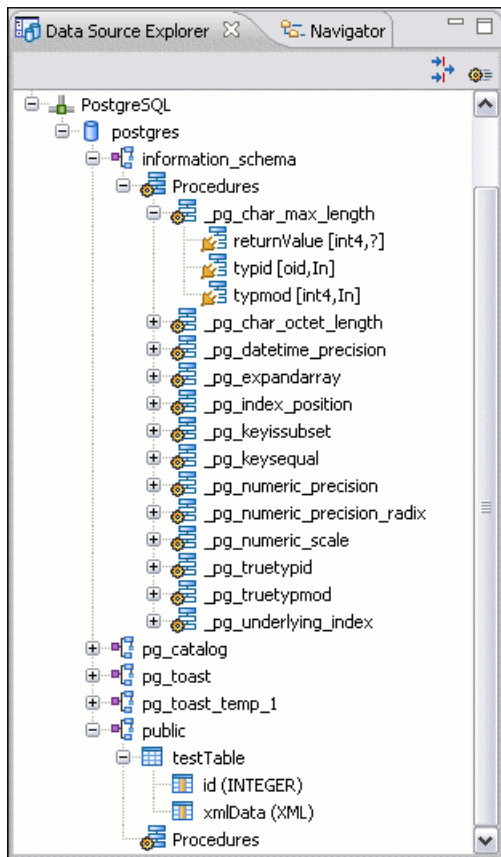 Data Source Explorer Navigator
PostgreSQL
postgres
information_schema
Procedures
_pg_char_max_length
returnValue [int4,?]
typid [oid,In]
typmod [int4,In]
_pg_char_octet_length
_pg_datetime_precision
_pg_expandarray
_pg_index_position
_pg_keyissubset
_pg_keysequal
_pg_numeric_precision
_pg_numeric_precision_radix
_pg_numeric_scale
_pg_truetypid
_pg_truetypmod
_pg_underlying_index
pg_catalog
pg_toast
pg_toast_temp_1
public
testTable
id (INTEGER)
xmlData (XML)
Procedures